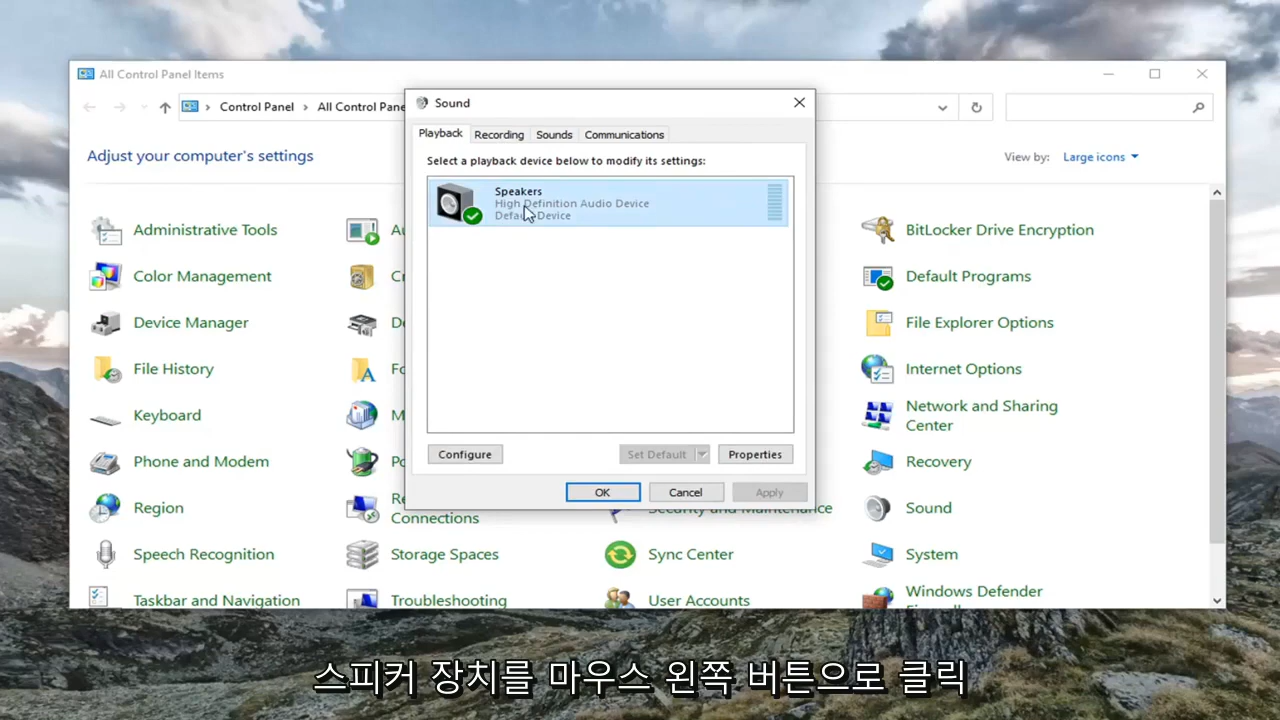 All Control Panel Items
Control Panel
All Control Pane
Adjust your computer's settings
View by:
Large icons
Sound
Playback
Recording
Sounds
Communications
Select a playback device below to modify its settings:
Speakers
High Definition Audio Device
Default Device
Configure
Set Default
Properties
OK
Cancel
Apply
Administrative Tools
BitLocker Drive Encryption
Color Management
Default Programs
Device Manager
File Explorer Options
File History
Internet Options
Keyboard
Network and Sharing
Center
Phone and Modem
Recovery
Region
Connections
Security and Maintenance
Sound
Speech Recognition
Storage Spaces
Sync Center
System
Taskbar and Navigation
Troubleshooting
User Accounts
Windows Defender
스피커 장치를 마우스 왼쪽 버튼으로 클릭